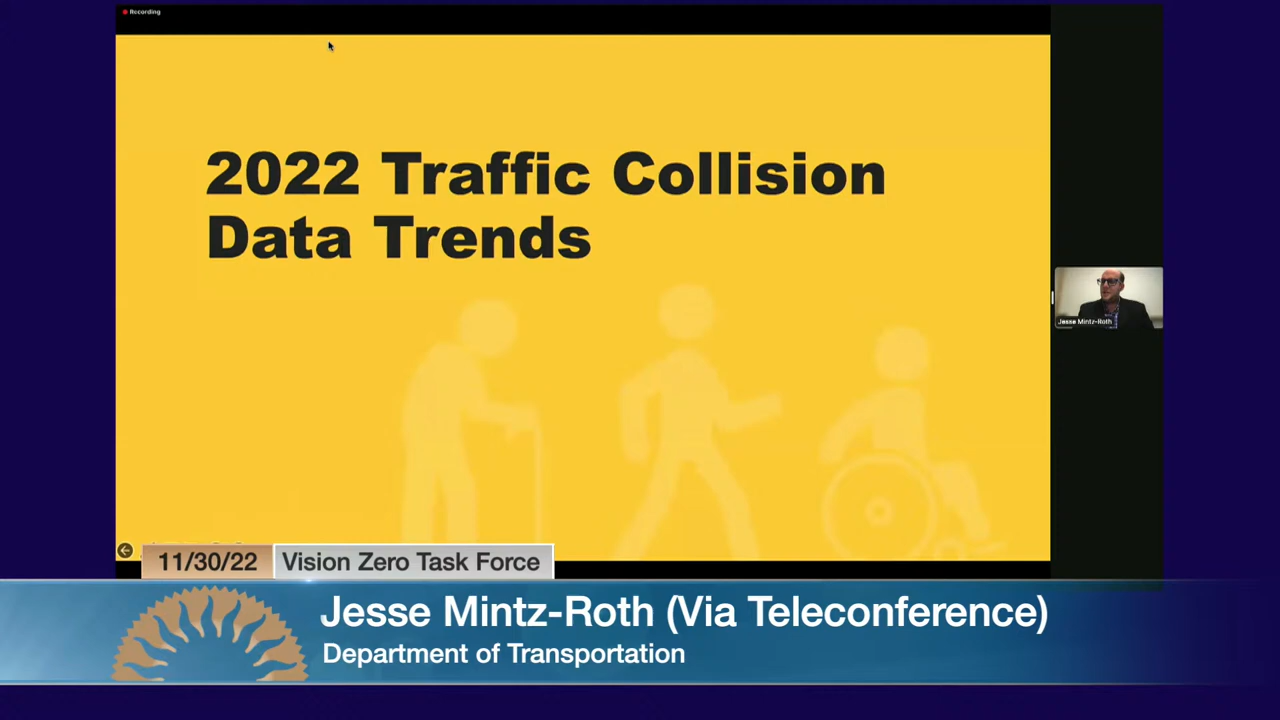 Recording
2022 Traffic Collision
Data Trends
Jesse Mintz-Roth
11/30/22
Vision Zero Task Force
Jesse Mintz-Roth (Via Teleconference)
Department of Transportation